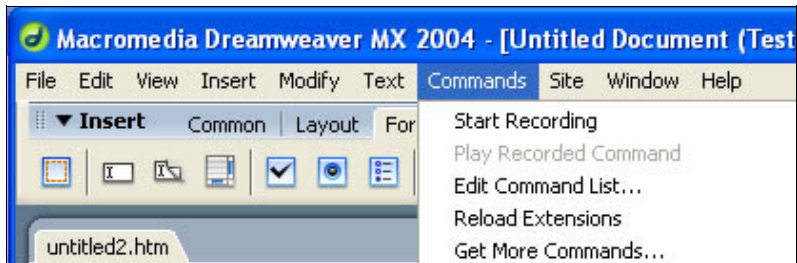 Macromedia Dreamweaver MX 2004 - [Untitled Document (Test
File Edit View Insert Modify Text Commands Site Window Help
Insert Common Layout For
Start Recording
Play Recorded Command
Edit Command List...
Reload Extensions
Get More Commands...
untitled2.htm